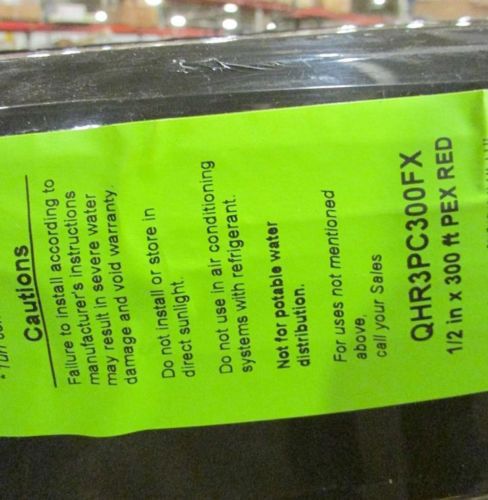 Cautions
Failure to install according to
manufacturer's instructions
may result in severe water
damage and void warranty
Do not install or store in
direct sunlight.
Do not use in air conditioning
systems with refrigerant.
Not for potable water
distribution.
For uses not mentioned
above,
call your Sales
QHR3PC300FX
1/2 in x 300 ft PEX RED